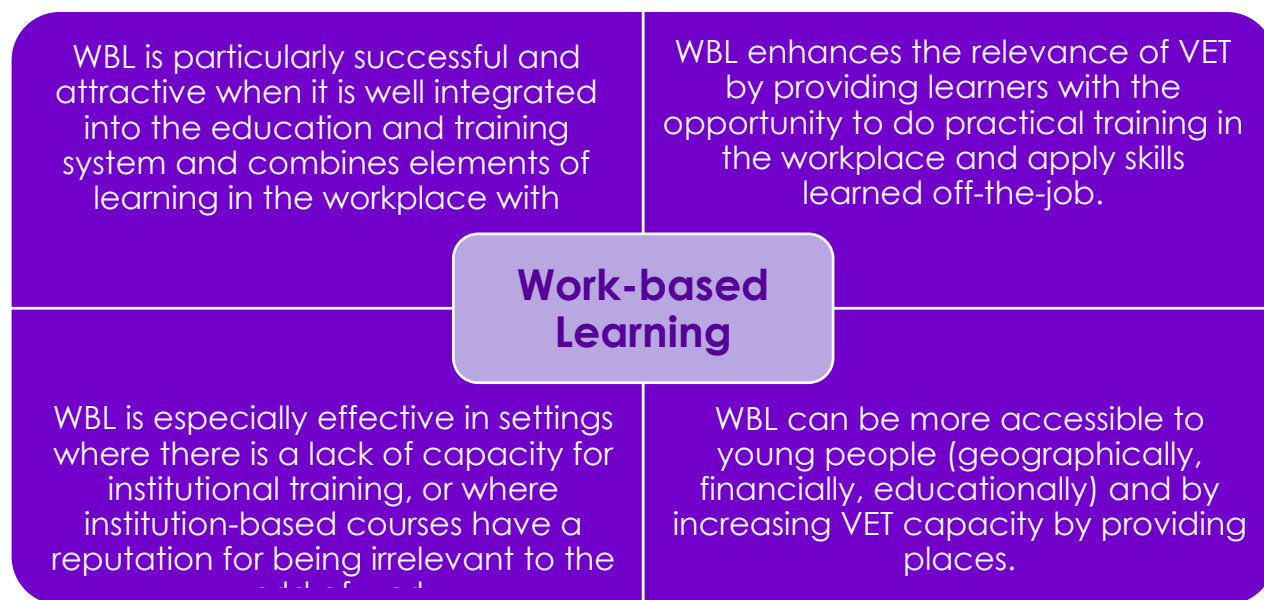 WBL is particularly successful and
attractive when it is well integrated
into the education and training
system and combines elements of
learning in the workplace with
WBL enhances the relevance of VET
by providing learners with the
opportunity to do practical training in
the workplace and apply skills
learned off-the-job.
Work-based
Learning
WBL is especially effective in settings
where there is a lack of capacity for
institutional training, or where
institution-based courses have a
reputation for being irrelevant to the
WBL can be more accessible to
young people (geographically,
financially, educationally) and by
increasing VET capacity by providing
places.